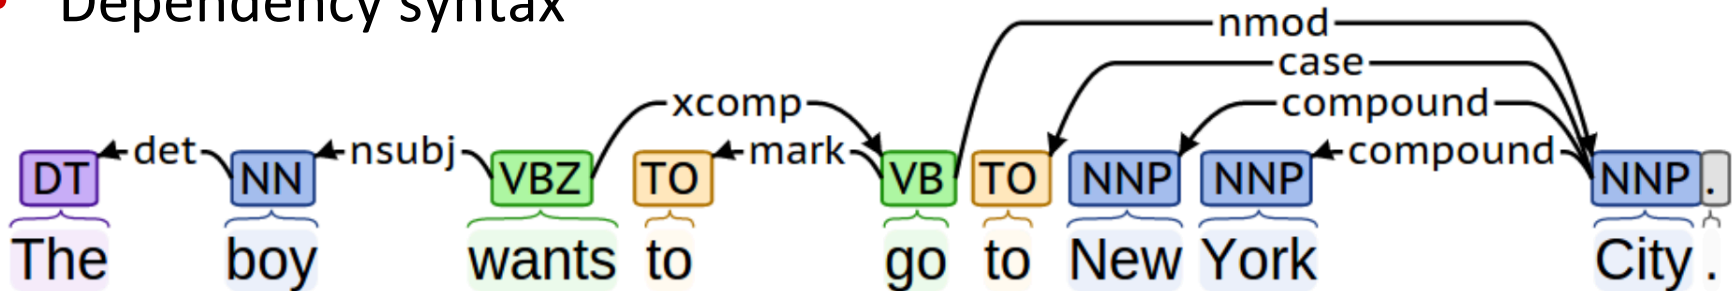 Dependency syntax
nmod
case
xcomp compound
det nsubj mark compound
DT NN VBZ TO VB TO NNP NNP NNP .
The boy wants to go to New York City .